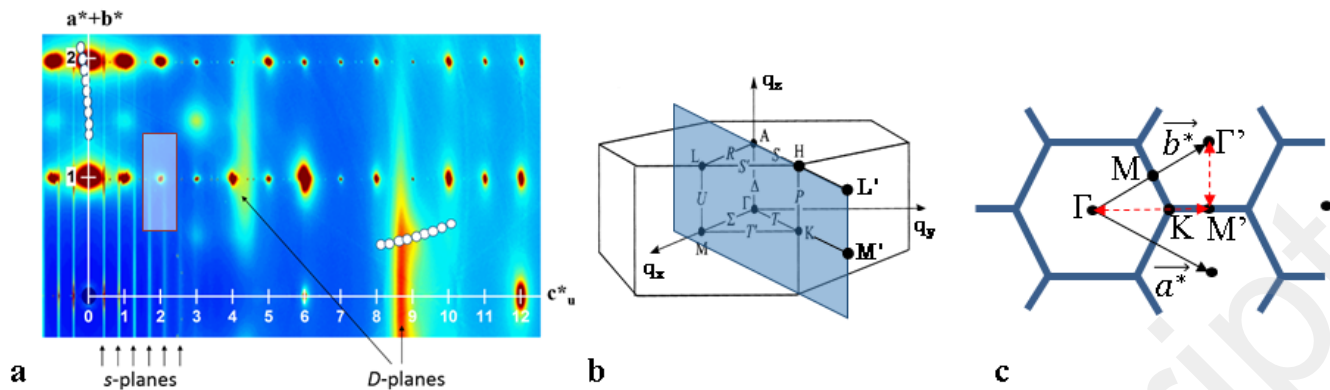 a*+b*
2
1
0 1 2 3 4 5 6 7 8 9 10 11 12
c*u
s-planes
D-planes
a
qz
A
L R S H
S'
U Δ P L'
Γ
Σ T qy
M T' K
M'
qx
b
b* Γ'
M
Γ K M'
a*
c
script